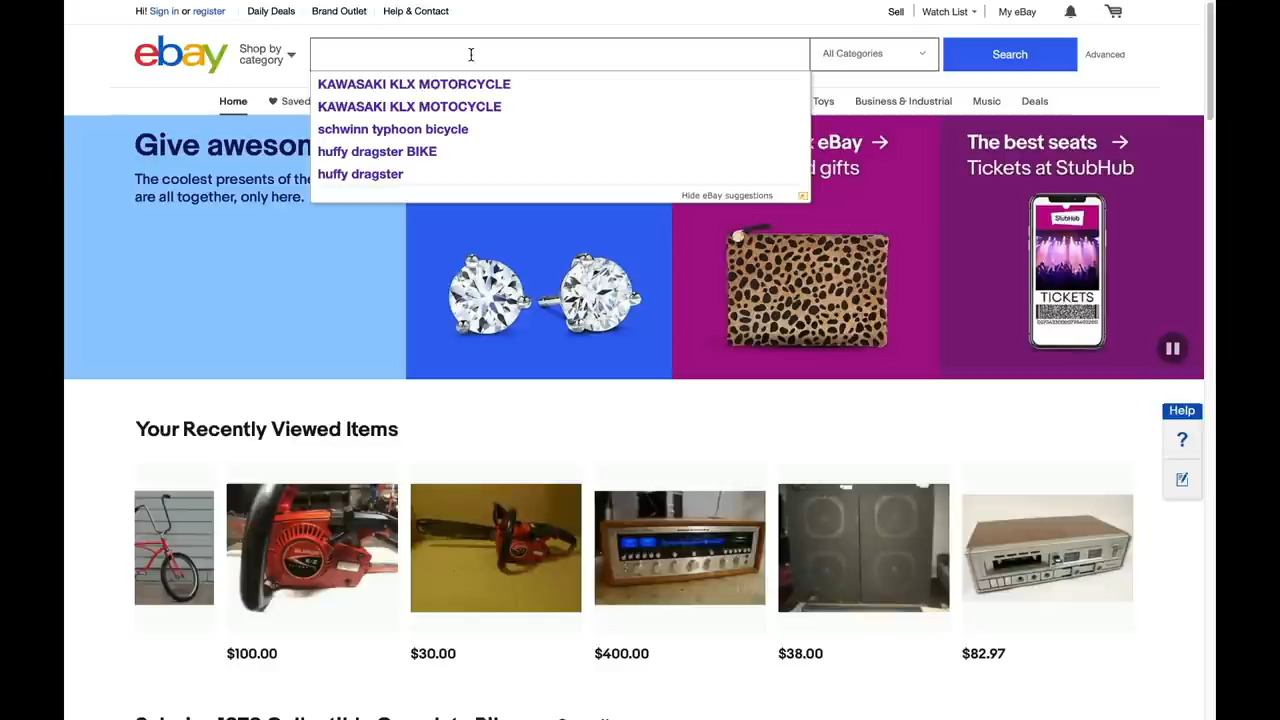 Hi! Sign in or register Daily Deals Brand Outlet Help & Contact Sell Watch List My eBay
ebay Shop by category All Categories Search Advanced
KAWASAKI KLX MOTORCYCLE
KAWASAKI KLX MOTOCYCLE
schwinn typhoon bicycle
huffy dragster BIKE
huffy dragster
Hide eBay suggestions
Home Saved Toys Business & Industrial Music Deals
Give awesom
The coolest presents of th
are all together, only here.
eBay
d gifts
The best seats
Tickets at StubHub
StubHub
TICKETS
Help
?
Your Recently Viewed Items
$100.00 $30.00 $400.00 $38.00 $82.97